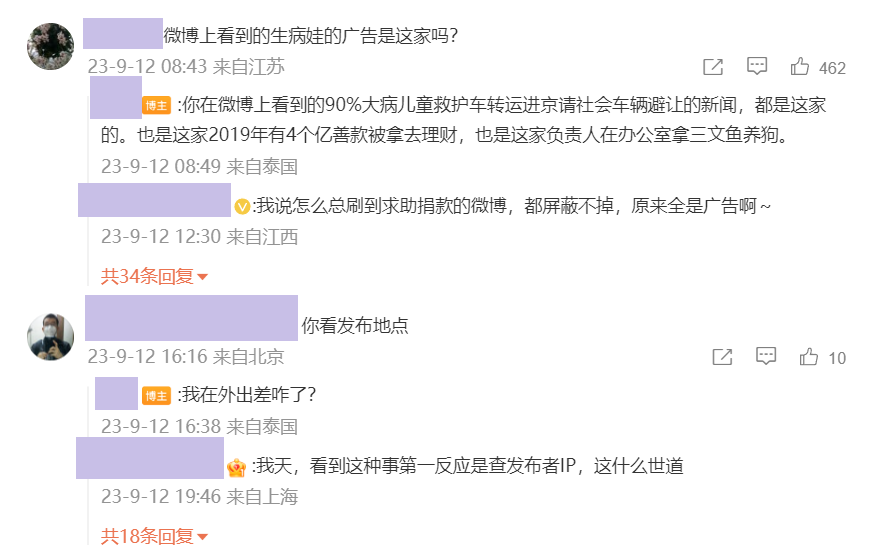 微博上看到的生病娃的广告是这家吗?
23-9-12 08:43 来自江苏
462
博主 :你在微博上看到的90%大病儿童救护车转运进京请社会车辆避让的新闻，都是这家
的。也是这家2019年有4个亿善款被拿去理财，也是这家负责人在办公室拿三文鱼养狗。
23-9-12 08:49 来自泰国
:我说怎么总刷到求助捐款的微博，都屏蔽不掉，原来全是广告啊～
23-9-12 12:30 来自江西
共34条回复
你看发布地点
23-9-12 16:16 来自北京
10
博主 :我在外出差咋了?
23-9-12 16:38 来自泰国
:我天，看到这种事第一反应是查发布者IP，这什么世道
23-9-12 19:46 来自上海
共18条回复